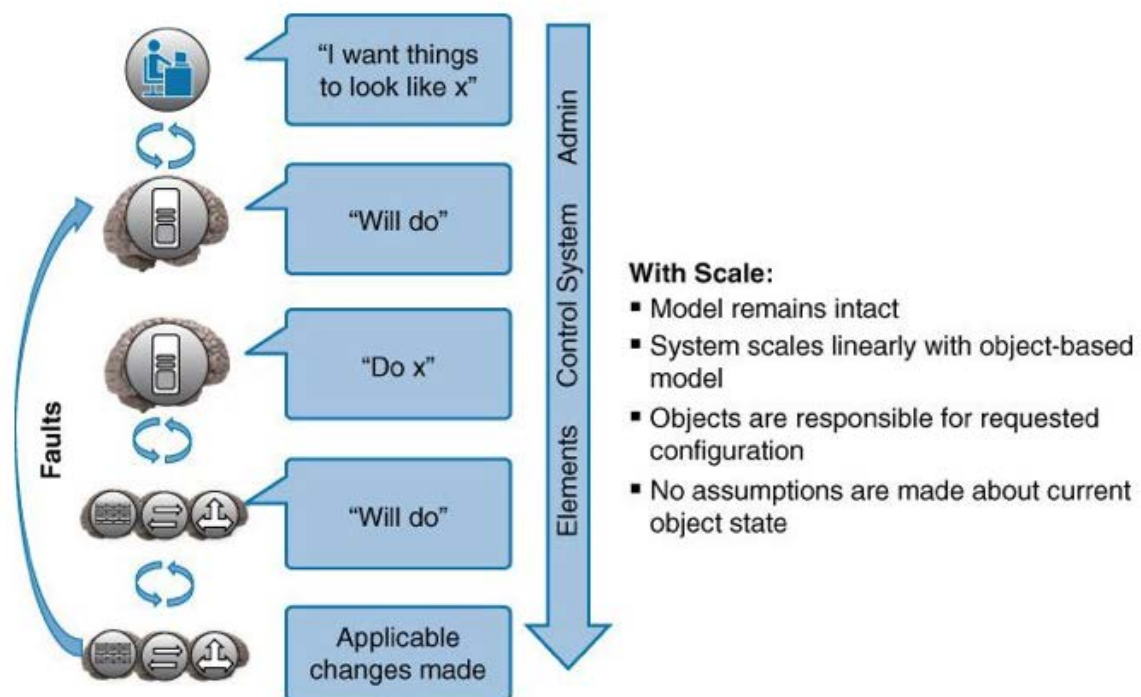 “I want things
to look like x”
“Will do”
“Do x”
“Will do”
Applicable
changes made
Faults
Admin
Control System
Elements
With Scale:
▪ Model remains intact
▪ System scales linearly with object-based
model
▪ Objects are responsible for requested
configuration
▪ No assumptions are made about current
object state